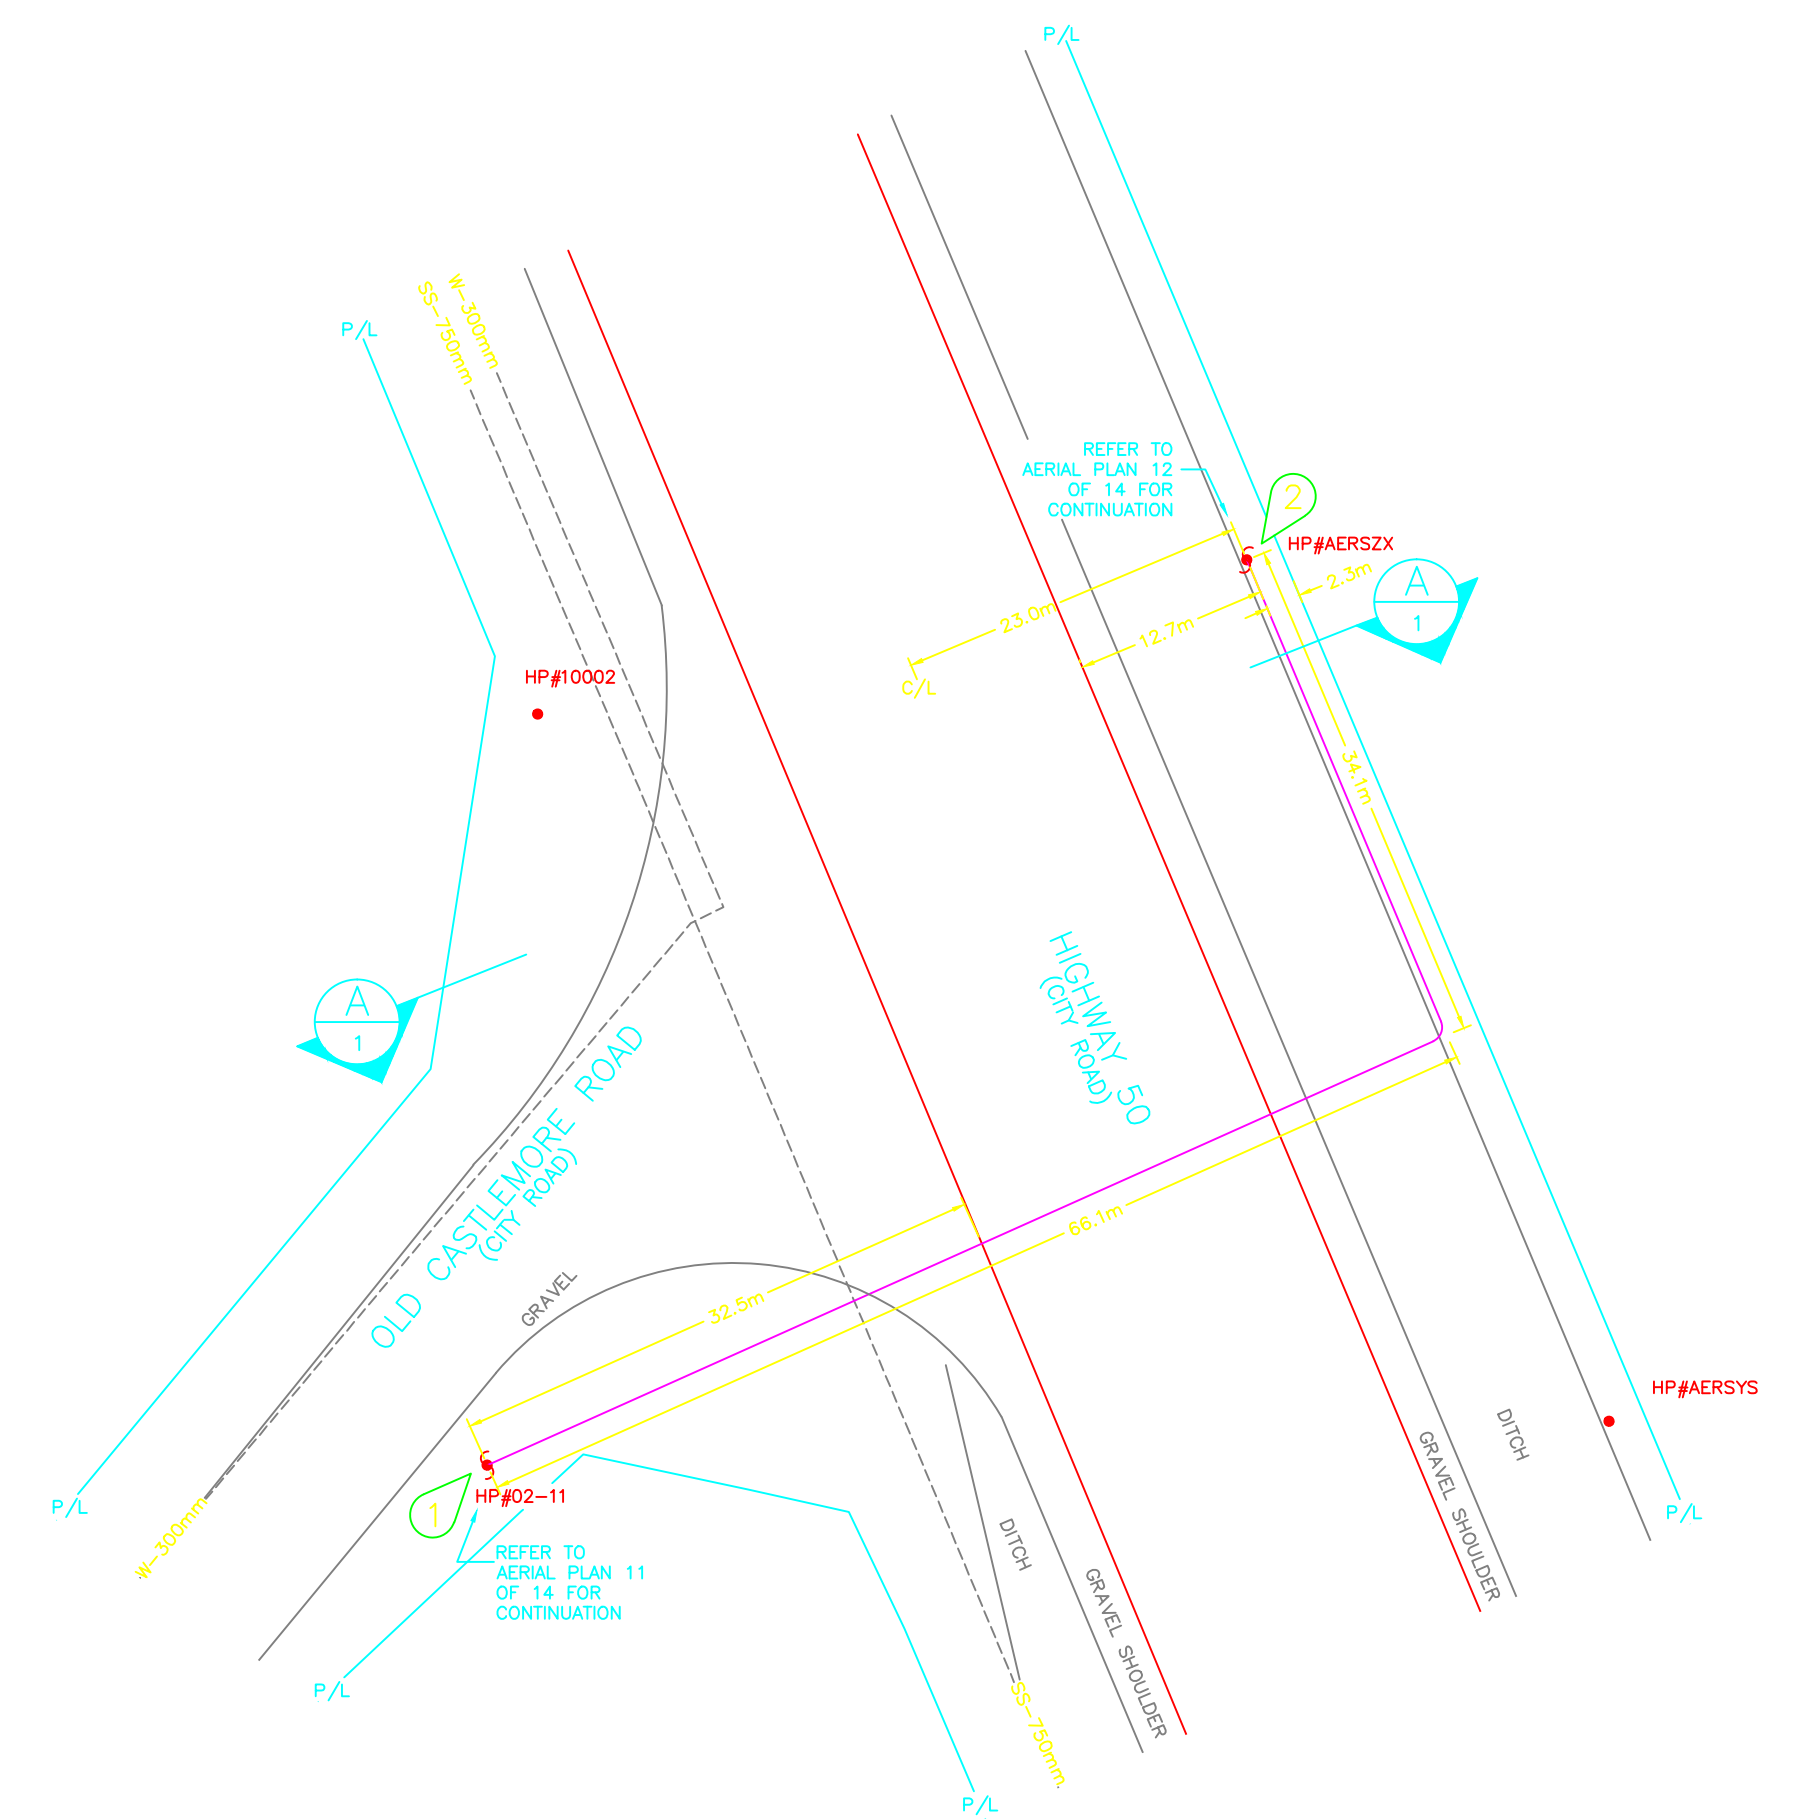 P/L
W-300mm
SS-750mm
P/L
REFER TO
AERIAL PLAN 12
OF 14 FOR
CONTINUATION
2
HP#AERSZX
2.3m
A
1
23.0m
12.7m
C/L
HP#10002
34.1m
HIGHWAY 50
(CITY ROAD)
A
1
OLD CASTLEMORE ROAD
(CITY ROAD)
66.1m
32.5m
GRAVEL
HP#AERSYS
DITCH
GRAVEL SHOULDER
P/L
P/L
HP#02-11
1
W-300mm
REFER TO
AERIAL PLAN 11
OF 14 FOR
CONTINUATION
DITCH
GRAVEL SHOULDER
P/L
SS-750mm
P/L